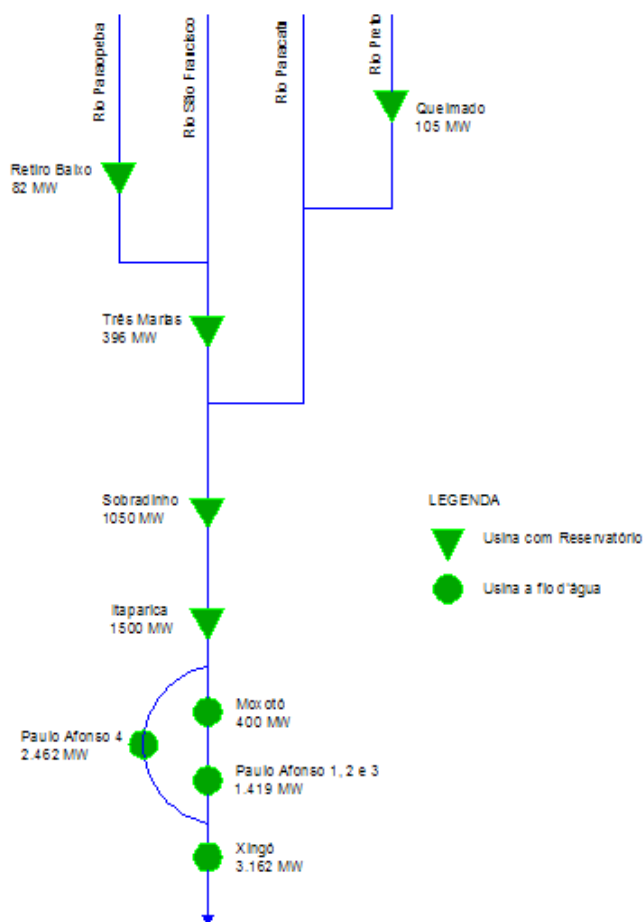 Rio Paraopeba
Rio São Francisco
Rio Paracatu
Rio Preto
Queimado
105 MW
Retiro Baixo
82 MW
Três Marias
396 MW
Sobradinho
1050 MW
LEGENDA
Usina com Reservatório
Usina a fio d'água
Itaparica
1500 MW
Moxotó
400 MW
Paulo Afonso 4
2.462 MW
Paulo Afonso 1, 2 e 3
1.419 MW
Xingó
3.162 MW